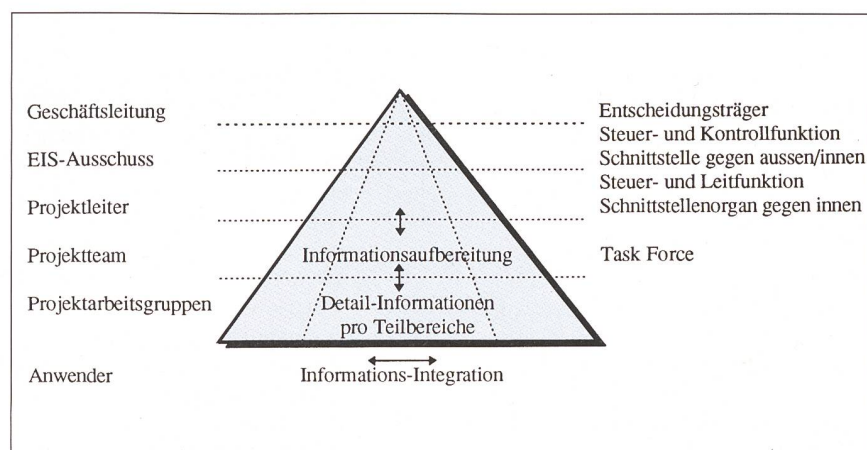 Geschäftsleitung
EIS-Ausschuss
Projektleiter
Projektteam
Projektarbeitsgruppen
Anwender
Informationsaufbereitung
Detail-Informationen
pro Teilbereiche
Informations-Integration
Entscheidungsträger
Steuer- und Kontrollfunktion
Schnittstelle gegen aussen/innen
Steuer- und Leitfunktion
Schnittstellenorgan gegen innen
Task Force